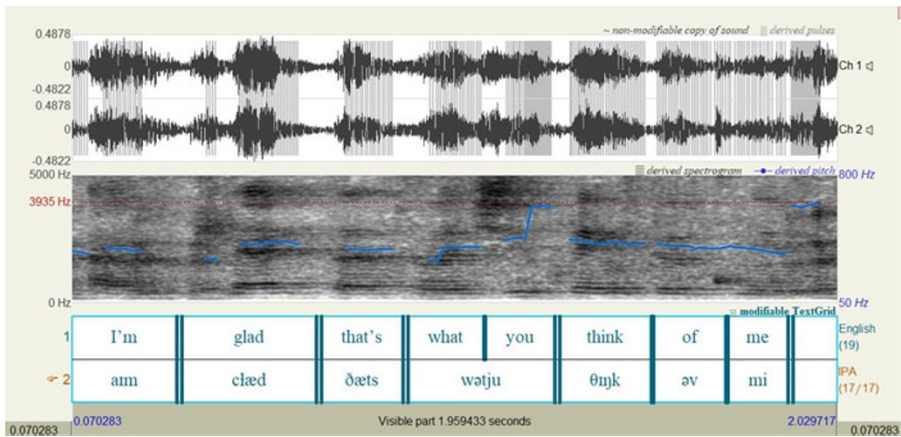 ~ non-modifiable copy of sound derived pulses
0.4878
0
-0.4822
Ch 1
0.4878
0
-0.4822
Ch 2
derived spectrogram derived pitch
5000 Hz 800 Hz
3935 Hz
0 Hz 50 Hz
modifiable TextGrid
1 I'm glad that's what you think of me English
(19)
2 aɪm cłæd ðæts wətju θɪŋk əv mi IPA
(17/17)
0.070283 Visible part 1.959433 seconds 2.029717
0.070283 0.070283